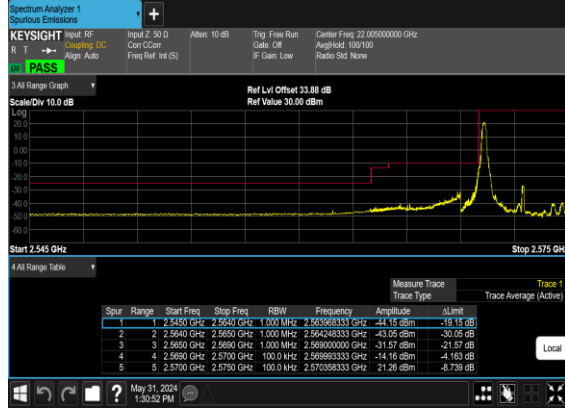 Spectrum Analyzer 1
Spurious Emissions
+
KEYSIGHT
R T
PASS
Input: RF
Coupling: DC
Align: Auto
Input Z: 50 Ω
Corr CCorr
Freq Ref: Int (S)
Atten: 10 dB
Trig: Free Run
Gate: Off
IF Gain: Low
Center Freq: 22.005000000 GHz
Avg|Hold: 100/100
Radio Std: None
3 All Range Graph
Scale/Div 10.0 dB
Ref Lvl Offset 33.88 dB
Ref Value 30.00 dBm
Log
20.0
10.0
0.00
-10.0
-20.0
-30.0
-40.0
-50.0
-60.0
Start 2.545 GHz
Stop 2.575 GH
4 All Range Table
Measure Trace Trace 1
Trace Type Trace Average (Active)
Spur Range Start Freq Stop Freq RBW Frequency Amplitude ΔLimit
1 1 2.5450 GHz 2.5640 GHz 1.000 MHz 2.563968333 GHz -44.15 dBm -19.15 dB
2 2 2.5640 GHz 2.5650 GHz 1.000 MHz 2.564248333 GHz -43.05 dBm -30.05 dB
3 3 2.5650 GHz 2.5690 GHz 1.000 MHz 2.569000000 GHz -31.57 dBm -21.57 dB
4 4 2.5690 GHz 2.5700 GHz 100.0 kHz 2.569993333 GHz -14.16 dBm -4.163 dB
5 5 2.5700 GHz 2.5750 GHz 100.0 kHz 2.570358333 GHz 21.26 dBm -8.739 dB
Local
?
May 31, 2024
1:30:52 PM